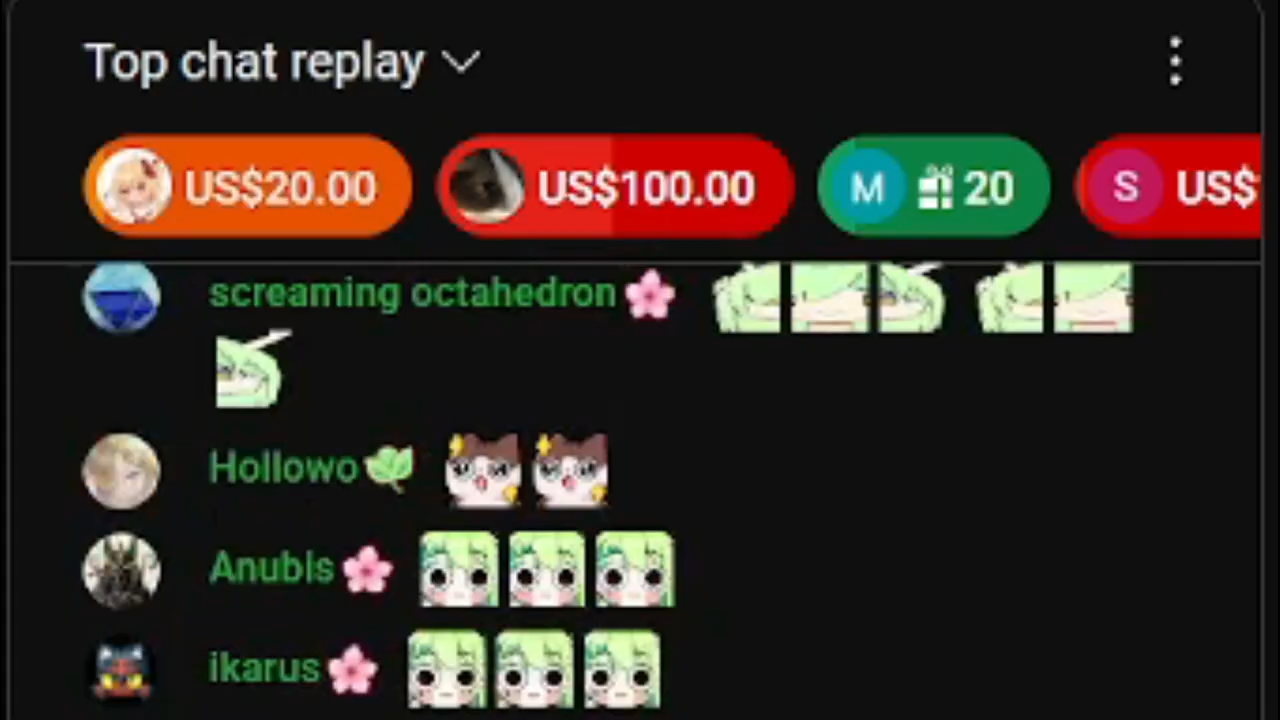 Top chat replay
US$20.00 US$100.00 M 20 S US$
screaming octahedron
Hollowo
Anubis
ikarus